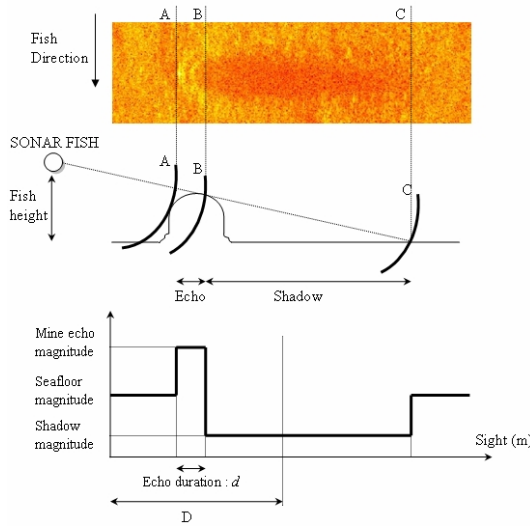 A
B
C
Fish
Direction
SONAR FISH
A
B
C
Fish
height
Echo
Shadow
Mine echo
magnitude
Seafloor
magnitude
Shadow
magnitude
Sight (m)
Echo duration : d
D